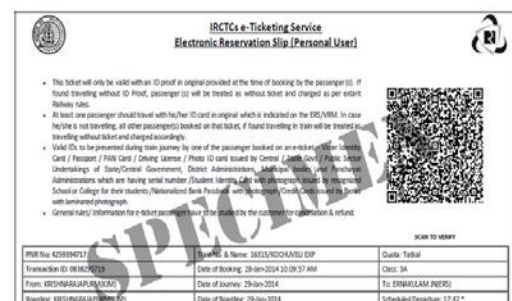 IRCTCs e-Ticketing Service
Electronic Reservation Slip (Personal User)
• This ticket will only be valid with an ID proof in original provided at the time of booking by the passenger(s). If
found travelling without ID Proof, passenger (s) will be treated as without ticket and charged as per extant
Railway rules.
• At least one passenger should travel with his/her ID card in original which is indicated on the ERS/VRM. In case
he/she is not travelling, all other passenger(s) booked on that ticket, if found travelling in train will be treated as
travelling without ticket and charged accordingly.
• Valid IDs to be presented during train journey by one of the passenger booked on an e-ticket:- Voter Identity
Card / Passport / PAN Card / Driving License / Photo ID card issued by Central / State Govt / Public Sector
Undertakings of State/Central Government, District Administrations, Municipal bodies and Panchayat
Administrations which are having serial number /Student Identity Card with photograph issued by recognized
School or College for their students /Nationalized Bank Passbook with photograph/Credit Cards issued by Banks
with laminated photograph.
• General rules/ Information for e-ticket passenger have to be studied by the customer for cancellation & refund.
SPECIMEN
SCAN TO VERIFY
PNR No: 4259394717 Train No. & Name: 16315/KOCHUVELI EXP Quota: Tatkal
Transaction ID: Date of Booking: 28-Jan-2014 10:09:57 AM Class: 3A
From: KRISHNARAJAPURM(KJM) Date of Journey: 29-Jan-2014 To: ERNAKULAM JN(ERS)
Boarding: KRISHNARAJAPURM(KJM) Date of Boarding: 29-Jan-2014 Scheduled Departure: 17:42 *